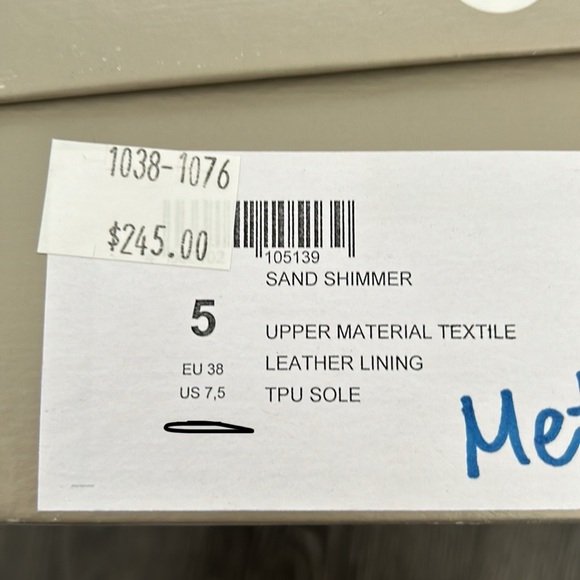 1038-1076
$245.00
105139
SAND SHIMMER
5
UPPER MATERIAL TEXTILE
EU 38
LEATHER LINING
US 7,5
TPU SOLE